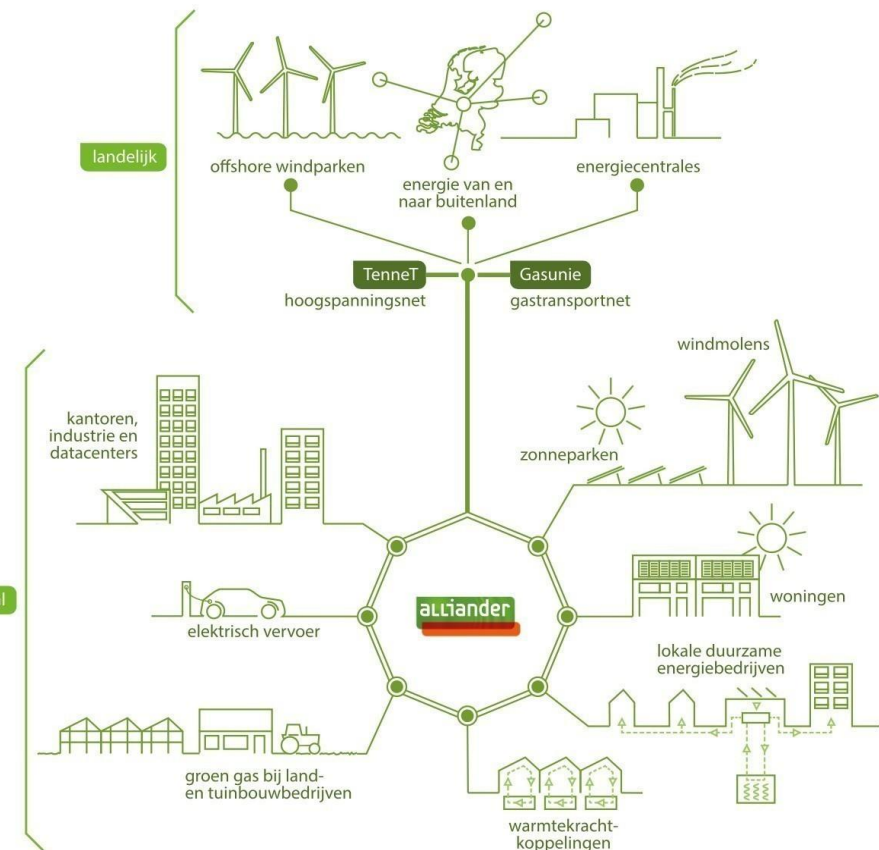 landelijk
offshore windparken
energie van en
naar buitenland
energiecentrales
TenneT
Gasunie
hoogspanningsnet
gastransportnet
windmolens
kantoren,
industrie en
datacenters
zonneparken
alliander
elektrisch vervoer
woningen
lokale duurzame
energiebedrijven
groen gas bij land-
en tuinbouwbedrijven
warmtekracht-
koppelingen